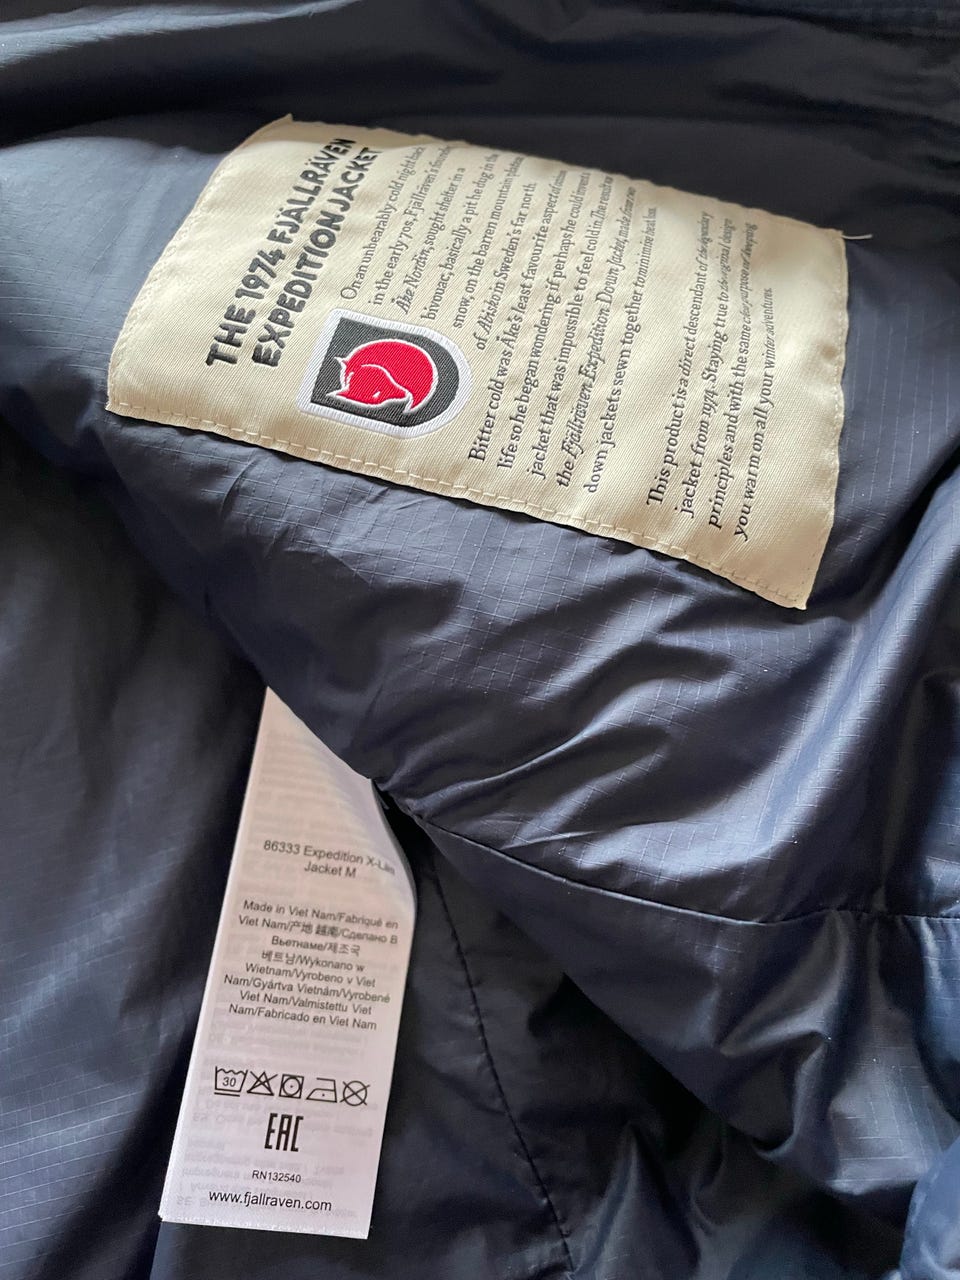 THE 1974 FJÄLLRÄVEN
EXPEDITION JACKET
On an unbearably cold night back
in the early 70s, Fjällräven's founder
Åke Nordin, sought shelter in a
bivouac, basically a pit he dug in the
snow, on the barren mountain plateau
of Abisko in Sweden's far north.
Bitter cold was Åke's least favourite aspect of
life so he began wondering if perhaps he could invent a
jacket that was impossible to feel cold in. The result was
the Fjällräven Expedition Down Jacket, made from two
down jackets sewn together to minimise heat loss.
This product is a direct descendant of the legendary
jacket from 1974. Staying true to the original design
principles and with the same clear purpose of keeping
you warm on all your winter adventures.
86333 Expedition X-Lätt
Jacket M
Made in Viet Nam/Fabriqué en
Viet Nam/产地 越南/Сделано В
Вьетнаме/제조국
베트남/Wykonano w
Wietnam/Vyrobeno v Viet
Nam/Gyártva Vietnám/Vyrobené
Viet Nam/Valmistettu Viet
Nam/Fabricado en Viet Nam
30
EAC
RN132540
www.fjallraven.com